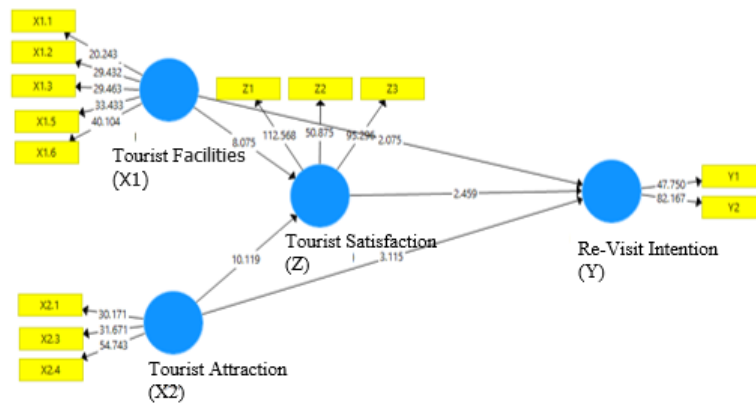 X1.1
X1.2
X1.3
X1.5
X1.6
20.243
29.432
29.463
33.433
40.104
Tourist Facilities
(X1)
Z1
Z2
Z3
112.568
50.875
95.296
8.075
2.075
Tourist Satisfaction
(Z)
2.459
10.119
3.115
Y1
Y2
47.750
82.167
Re-Visit Intention
(Y)
X2.1
X2.3
X2.4
30.171
31.671
54.743
Tourist Attraction
(X2)